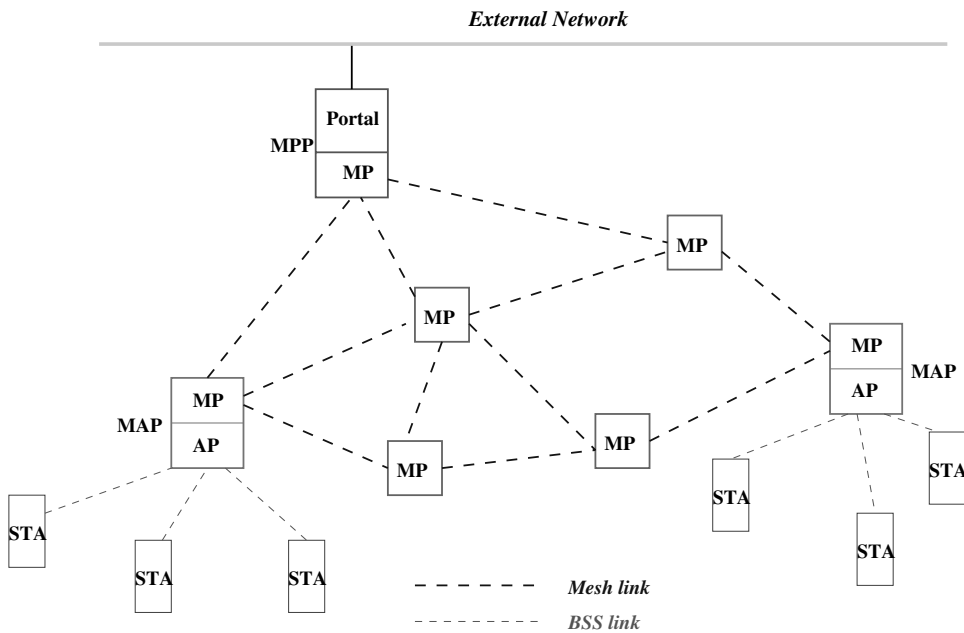 External Network
Portal
MPP
MP
MP
MP
MP
MAP
AP
MP
MAP
AP
MP
MP
STA
STA
STA
STA
STA
STA
Mesh link
BSS link